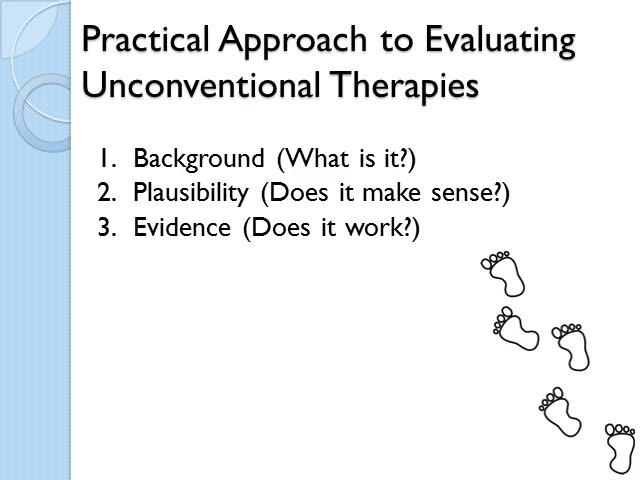 Practical Approach to Evaluating
Unconventional Therapies
1. Background (What is it?)
2. Plausibility (Does it make sense?)
3. Evidence (Does it work?)